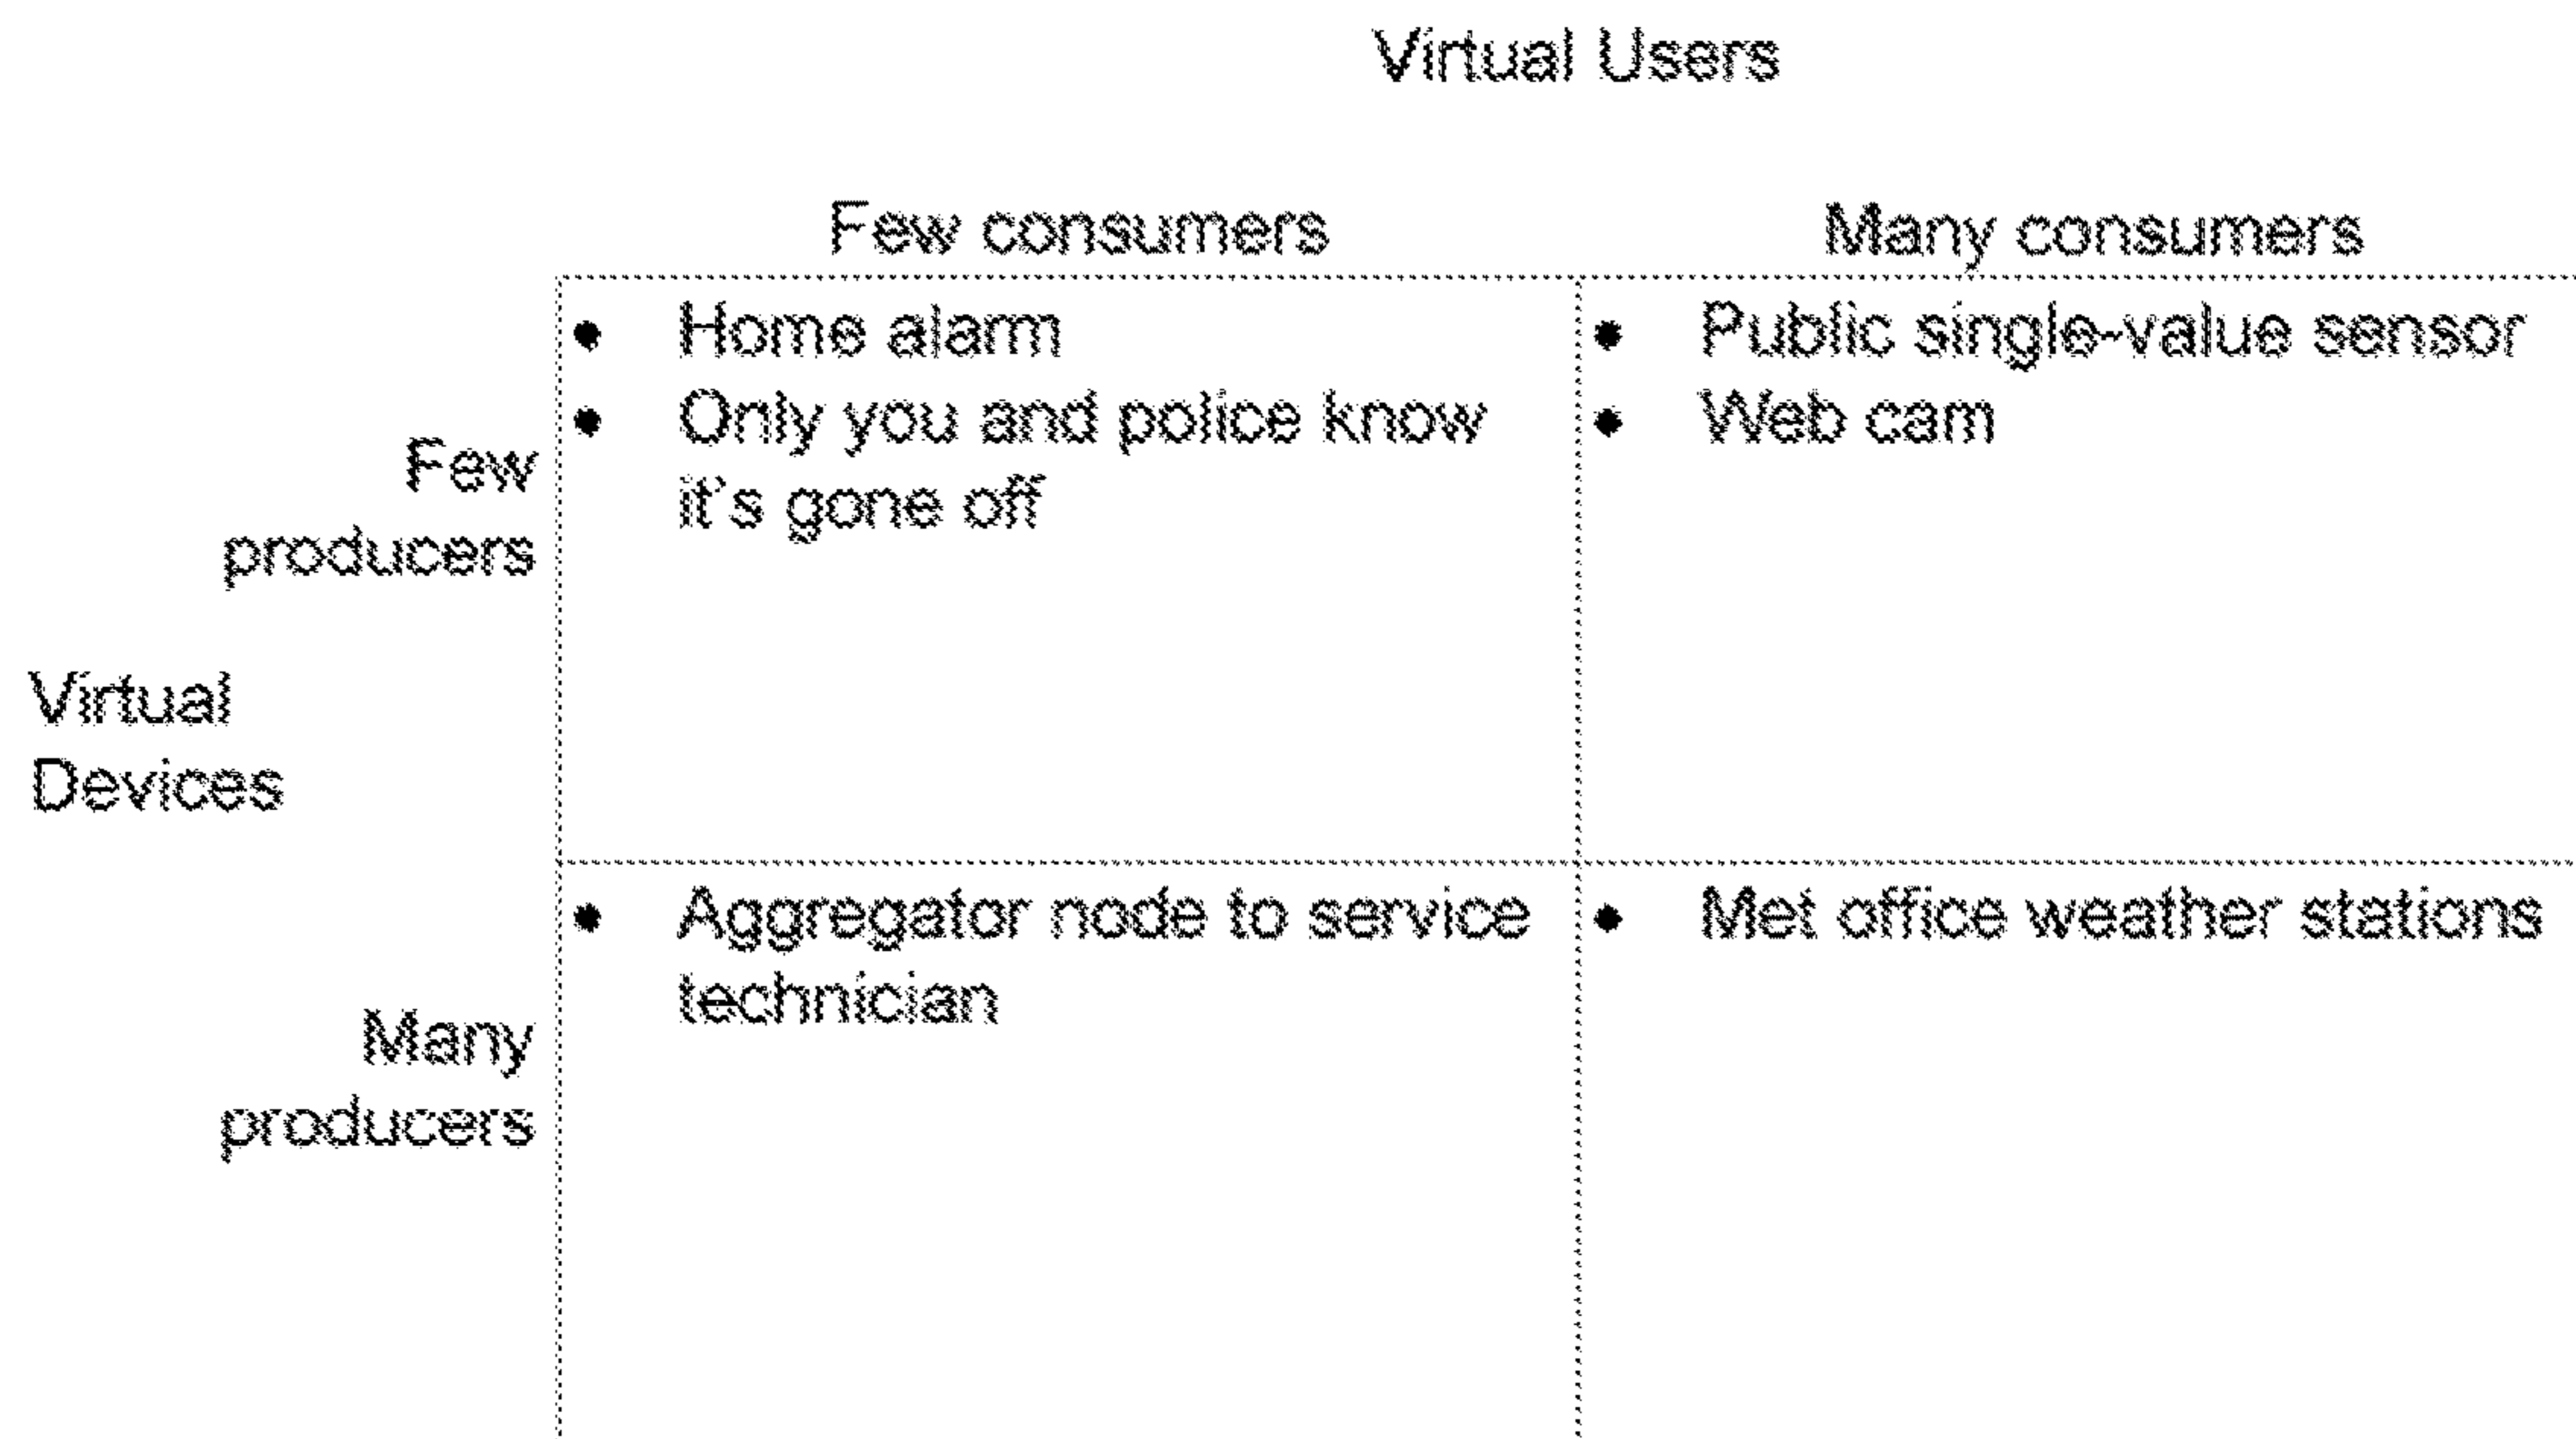 Virtual Users
Few consumers
Many consumers
Few
producers
• Home alarm
• Only you and police know
it's gone off
• Public single-value sensor
• Web cam
Virtual
Devices
Many
producers
• Aggregator node to service
technician
• Met office weather stations